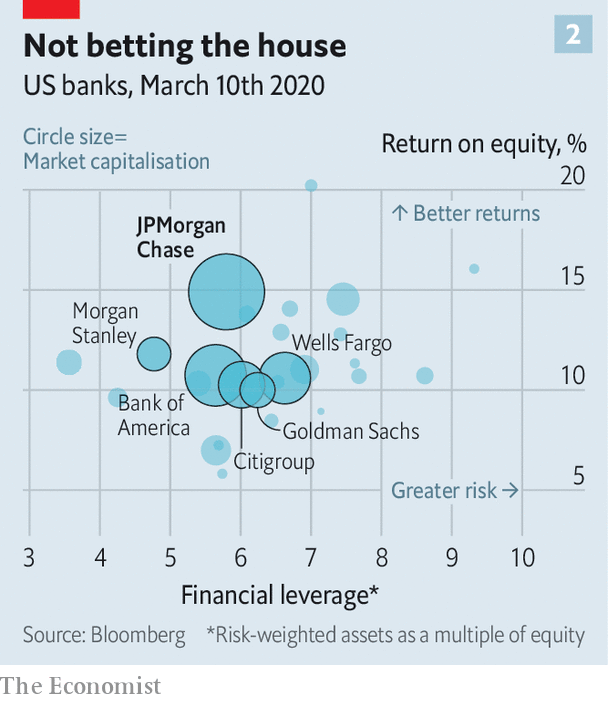 Not betting the house
2
US banks, March 10th 2020
Circle size=
Market capitalisation
Return on equity, %
20
↑ Better returns
JPMorgan
Chase
15
Morgan
Stanley
Wells Fargo
10
Bank of
America
Goldman Sachs
Citigroup
5
Greater risk →
3 4 5 6 7 8 9 10
Financial leverage*
Source: Bloomberg *Risk-weighted assets as a multiple of equity
The Economist